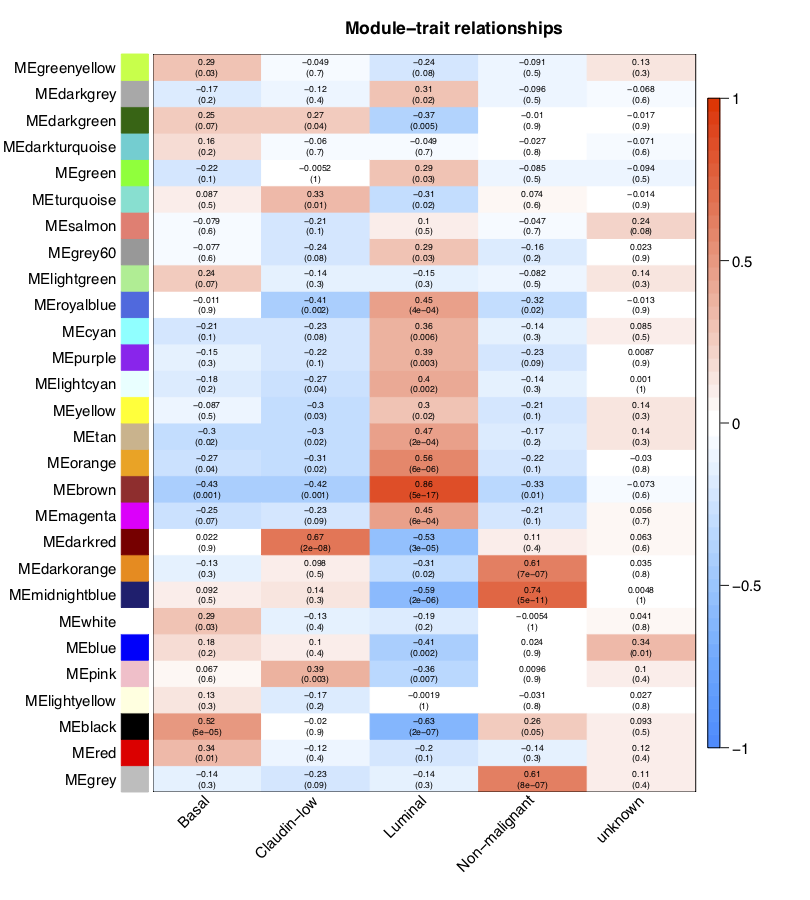 Module−trait relationships
MEgreenyellow 0.29 −0.049 −0.24 −0.091 0.13
(0.03) (0.7) (0.08) (0.5) (0.3)
MEdarkgrey −0.17 −0.12 0.31 −0.096 −0.068
(0.2) (0.4) (0.02) (0.5) (0.6)
MEdarkgreen 0.25 0.27 −0.37 −0.01 −0.017
(0.07) (0.04) (0.005) (0.9) (0.9)
MEdarkturquoise 0.16 −0.06 −0.049 −0.027 −0.071
(0.2) (0.7) (0.7) (0.8) (0.6)
MEgreen −0.22 −0.0052 0.29 −0.085 −0.094
(0.1) (1) (0.03) (0.5) (0.5)
MEturquoise 0.087 0.33 −0.31 0.074 −0.014
(0.5) (0.01) (0.02) (0.6) (0.9)
MEsalmon −0.079 −0.21 0.1 −0.047 0.24
(0.6) (0.1) (0.5) (0.7) (0.08)
MEgrey60 −0.077 −0.24 0.29 −0.16 0.023
(0.6) (0.08) (0.03) (0.2) (0.9)
MElightgreen 0.24 −0.14 −0.15 −0.082 0.14
(0.07) (0.3) (0.3) (0.5) (0.3)
MEroyalblue −0.011 −0.41 0.45 −0.32 −0.013
(0.9) (0.002) (4e−04) (0.02) (0.9)
MEcyan −0.21 −0.23 0.36 −0.14 0.085
(0.1) (0.08) (0.006) (0.3) (0.5)
MEpurple −0.15 −0.22 0.39 −0.23 0.0087
(0.3) (0.1) (0.003) (0.09) (0.9)
MElightcyan −0.18 −0.27 0.4 −0.14 0.001
(0.2) (0.04) (0.002) (0.3) (1)
MEyellow −0.087 −0.3 0.3 −0.21 0.14
(0.5) (0.03) (0.02) (0.1) (0.3)
MEtan −0.3 −0.3 0.47 −0.17 0.14
(0.02) (0.02) (2e−04) (0.2) (0.3)
MEorange −0.27 −0.31 0.56 −0.22 −0.03
(0.04) (0.02) (6e−06) (0.1) (0.8)
MEbrown −0.43 −0.42 0.86 −0.33 −0.073
(0.001) (0.001) (5e−17) (0.01) (0.6)
MEmagenta −0.25 −0.23 0.45 −0.21 0.056
(0.07) (0.09) (6e−04) (0.1) (0.7)
MEdarkred 0.022 0.67 −0.53 0.11 0.063
(0.9) (2e−08) (3e−05) (0.4) (0.6)
MEdarkorange −0.13 0.098 −0.31 0.61 0.035
(0.3) (0.5) (0.02) (7e−07) (0.8)
MEmidnightblue 0.092 0.14 −0.59 0.74 0.0048
(0.5) (0.3) (2e−06) (5e−11) (1)
MEwhite 0.29 −0.13 −0.19 −0.0054 0.041
(0.03) (0.4) (0.2) (1) (0.8)
MEblue 0.18 0.1 −0.41 0.024 0.34
(0.2) (0.4) (0.002) (0.9) (0.01)
MEpink 0.067 0.39 −0.36 0.0096 0.1
(0.6) (0.003) (0.007) (0.9) (0.4)
MElightyellow 0.13 −0.17 −0.0019 −0.031 0.027
(0.3) (0.2) (1) (0.8) (0.8)
MEblack 0.52 −0.02 −0.63 0.26 0.093
(5e−05) (0.9) (2e−07) (0.05) (0.5)
MEred 0.34 −0.12 −0.2 −0.14 0.12
(0.01) (0.4) (0.1) (0.3) (0.4)
MEgrey −0.14 −0.23 −0.14 0.61 0.11
(0.3) (0.09) (0.3) (8e−07) (0.4)
Basal Claudin−low Luminal Non−malignant unknown
1
0.5
0
−0.5
−1